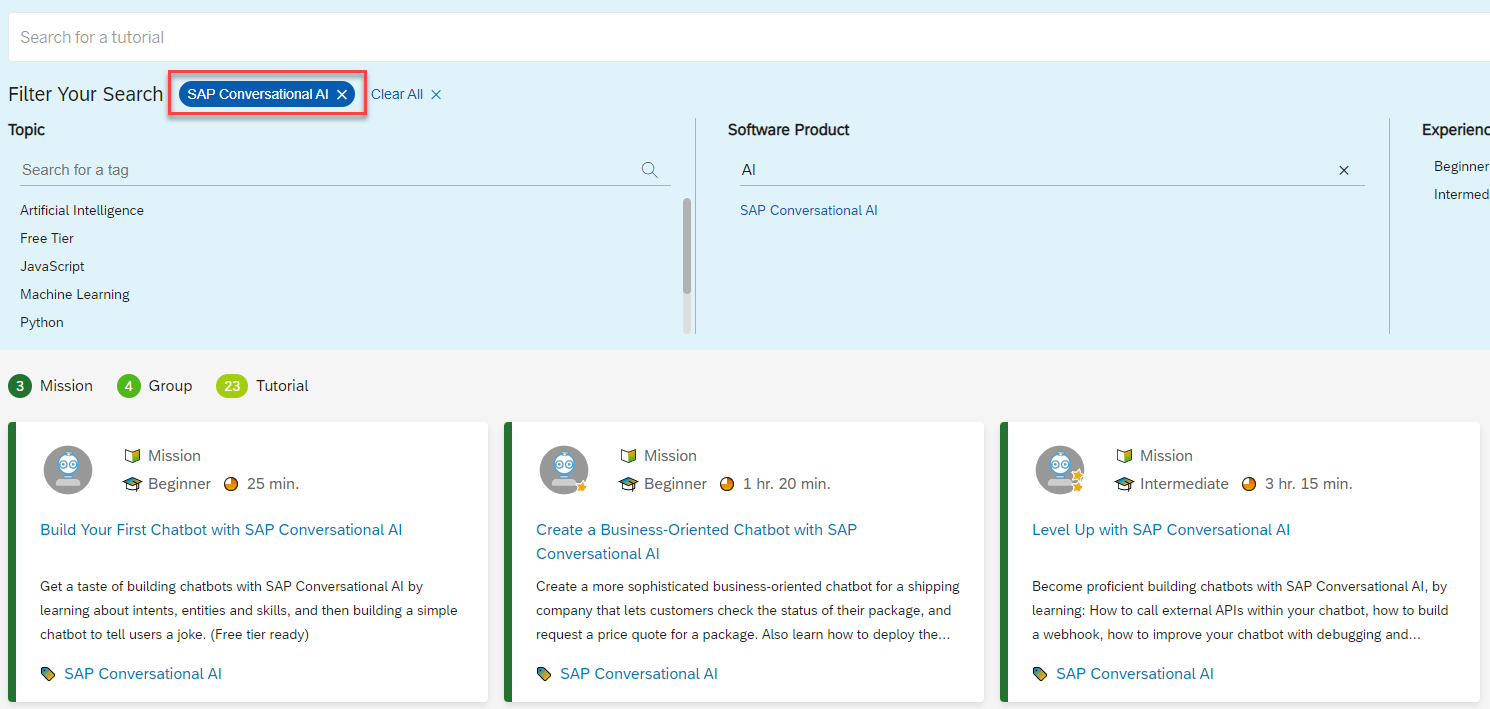 Search for a tutorial
Filter Your Search SAP Conversational AI Clear All
Topic
Search for a tag
Artificial Intelligence
Free Tier
JavaScript
Machine Learning
Python
Software Product
AI
SAP Conversational AI
Experienc
Beginner
Intermed
3 Mission 4 Group 23 Tutorial
Mission
Beginner 25 min.
Build Your First Chatbot with SAP Conversational AI
Get a taste of building chatbots with SAP Conversational AI by
learning about intents, entities and skills, and then building a simple
chatbot to tell users a joke. (Free tier ready)
SAP Conversational AI
Mission
Beginner 1 hr. 20 min.
Create a Business-Oriented Chatbot with SAP
Conversational AI
Create a more sophisticated business-oriented chatbot for a shipping
company that lets customers check the status of their package, and
request a price quote for a package. Also learn how to deploy the...
SAP Conversational AI
Mission
Intermediate 3 hr. 15 min.
Level Up with SAP Conversational AI
Become proficient building chatbots with SAP Conversational AI, by
learning: How to call external APIs within your chatbot, how to build
a webhook, how to improve your chatbot with debugging and...
SAP Conversational AI